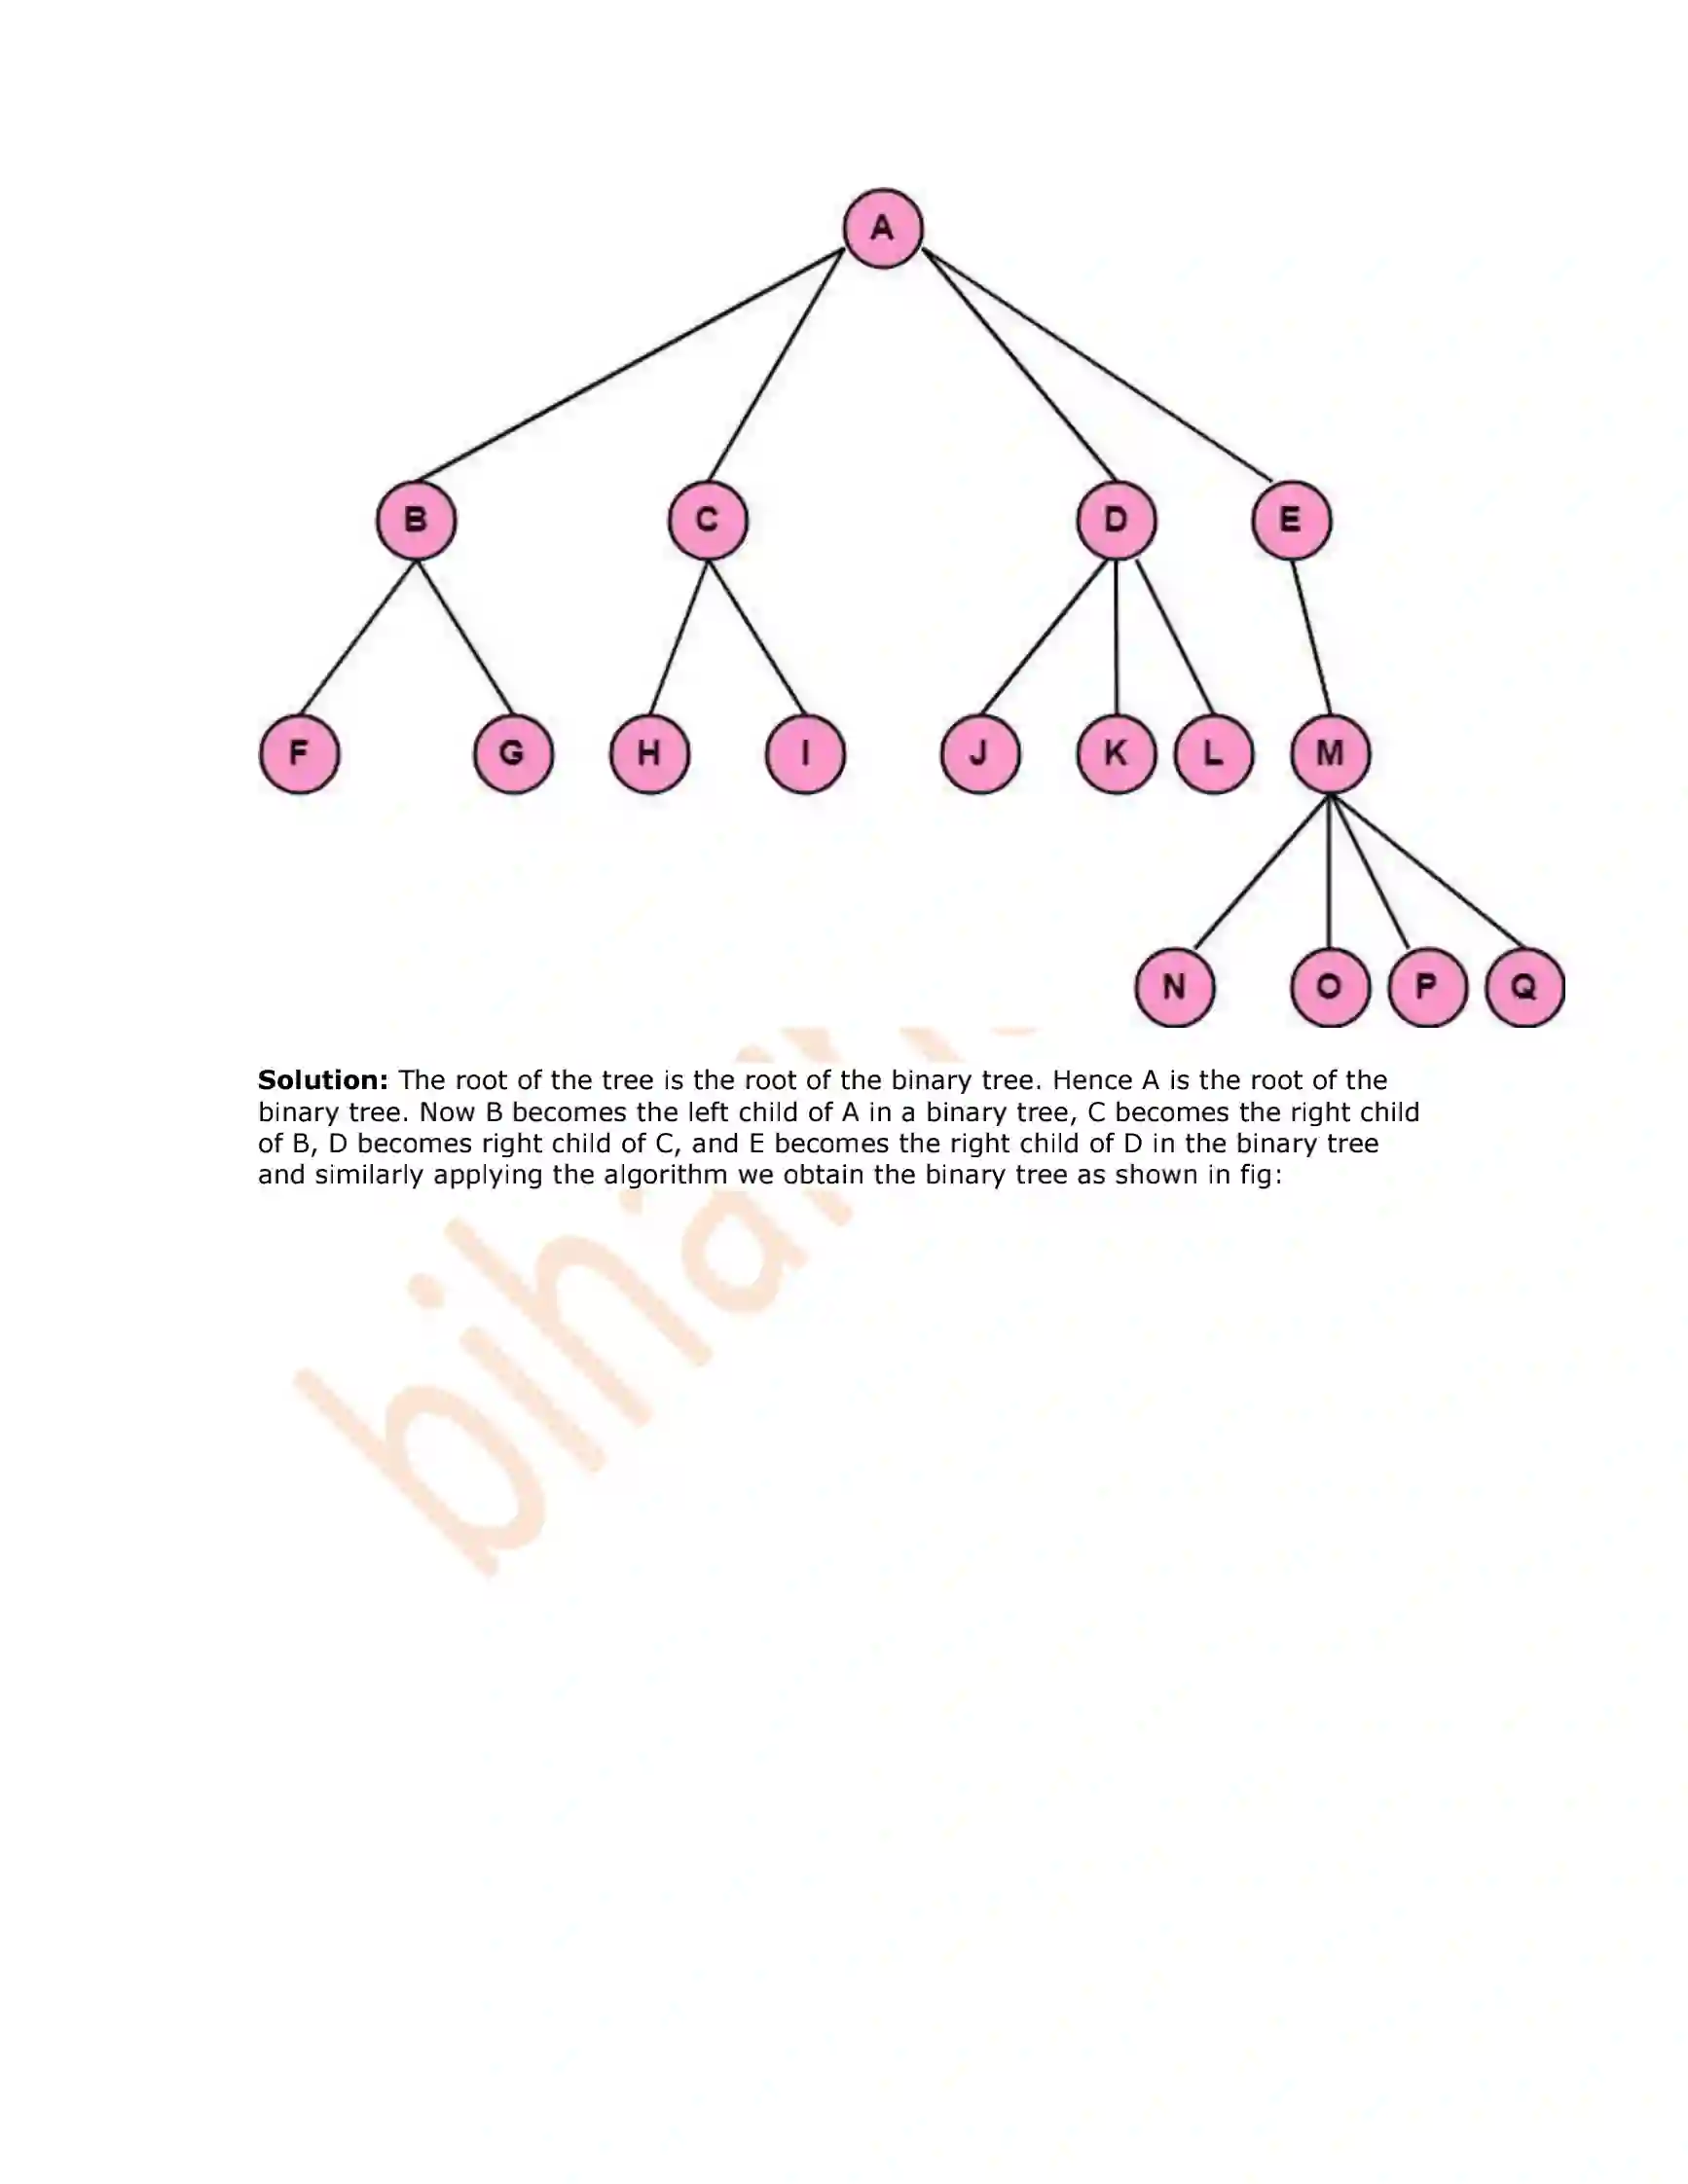 A
B C D E
F G H I J K L M
N O P Q
Solution: The root of the tree is the root of the binary tree. Hence A is the root of the
binary tree. Now B becomes the left child of A in a binary tree, C becomes the right child
of B, D becomes right child of C, and E becomes the right child of D in the binary tree
and similarly applying the algorithm we obtain the binary tree as shown in fig: